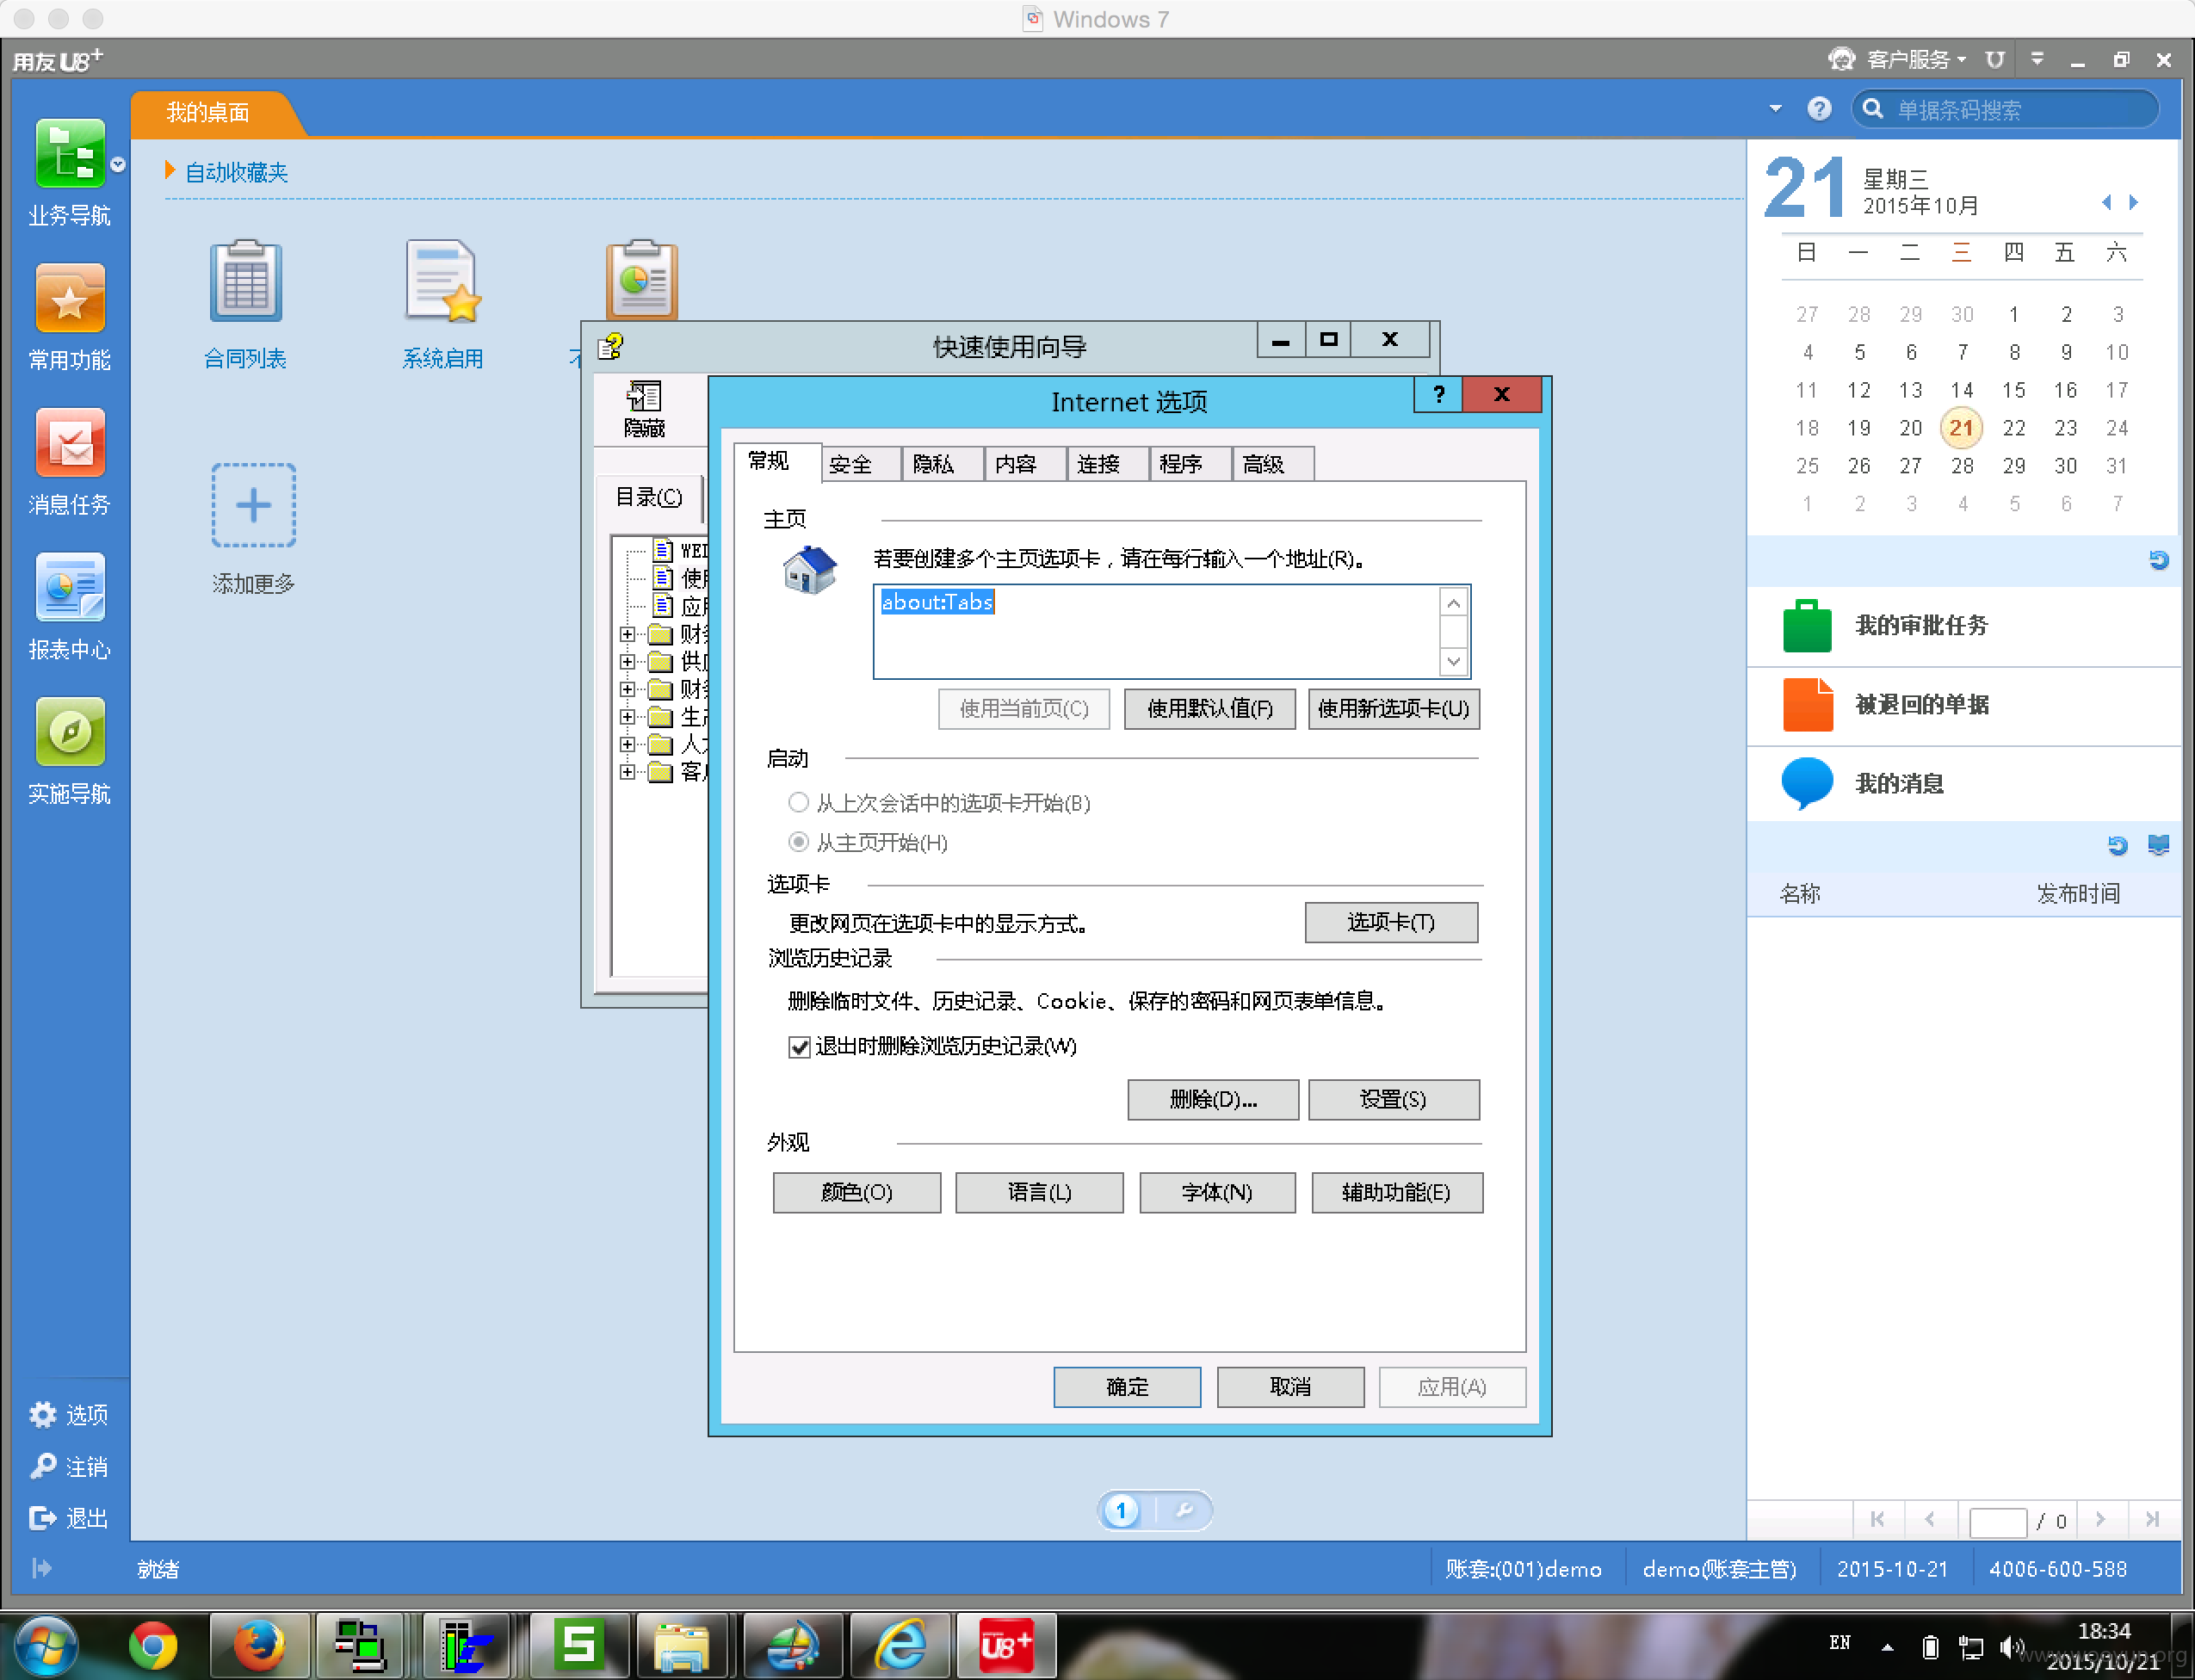 Windows 7
用友 U8+
客户服务
我的桌面
单据条码搜索
业务导航
常用功能
消息任务
报表中心
实施导航
自动收藏夹
合同列表
系统启用
添加更多
快速使用向导
隐藏
目录(C)
Internet 选项
?
X
常规
安全
隐私
内容
连接
程序
高级
主页
若要创建多个主页选项卡，请在每行输入一个地址(R)。
about:Tabs
使用当前页(C)
使用默认值(F)
使用新选项卡(U)
启动
从上次会话中的选项卡开始(B)
从主页开始(H)
选项卡
更改网页在选项卡中的显示方式。
选项卡(T)
浏览历史记录
删除临时文件、历史记录、Cookie、保存的密码和网页表单信息。
退出时删除浏览历史记录(W)
删除(D)...
设置(S)
外观
颜色(O)
语言(L)
字体(N)
辅助功能(E)
确定
取消
应用(A)
21
星期三
2015年10月
日 一 二 三 四 五 六
27 28 29 30 1 2 3
4 5 6 7 8 9 10
11 12 13 14 15 16 17
18 19 20 21 22 23 24
25 26 27 28 29 30 31
1 2 3 4 5 6 7
我的审批任务
被退回的单据
我的消息
名称
发布时间
/ 0
1
选项
注销
退出
就绪
账套:(001)demo
demo(账套主管)
2015-10-21
4006-600-588
S
U8+
EN
18:34
2015/10/21
www.wooyun.org